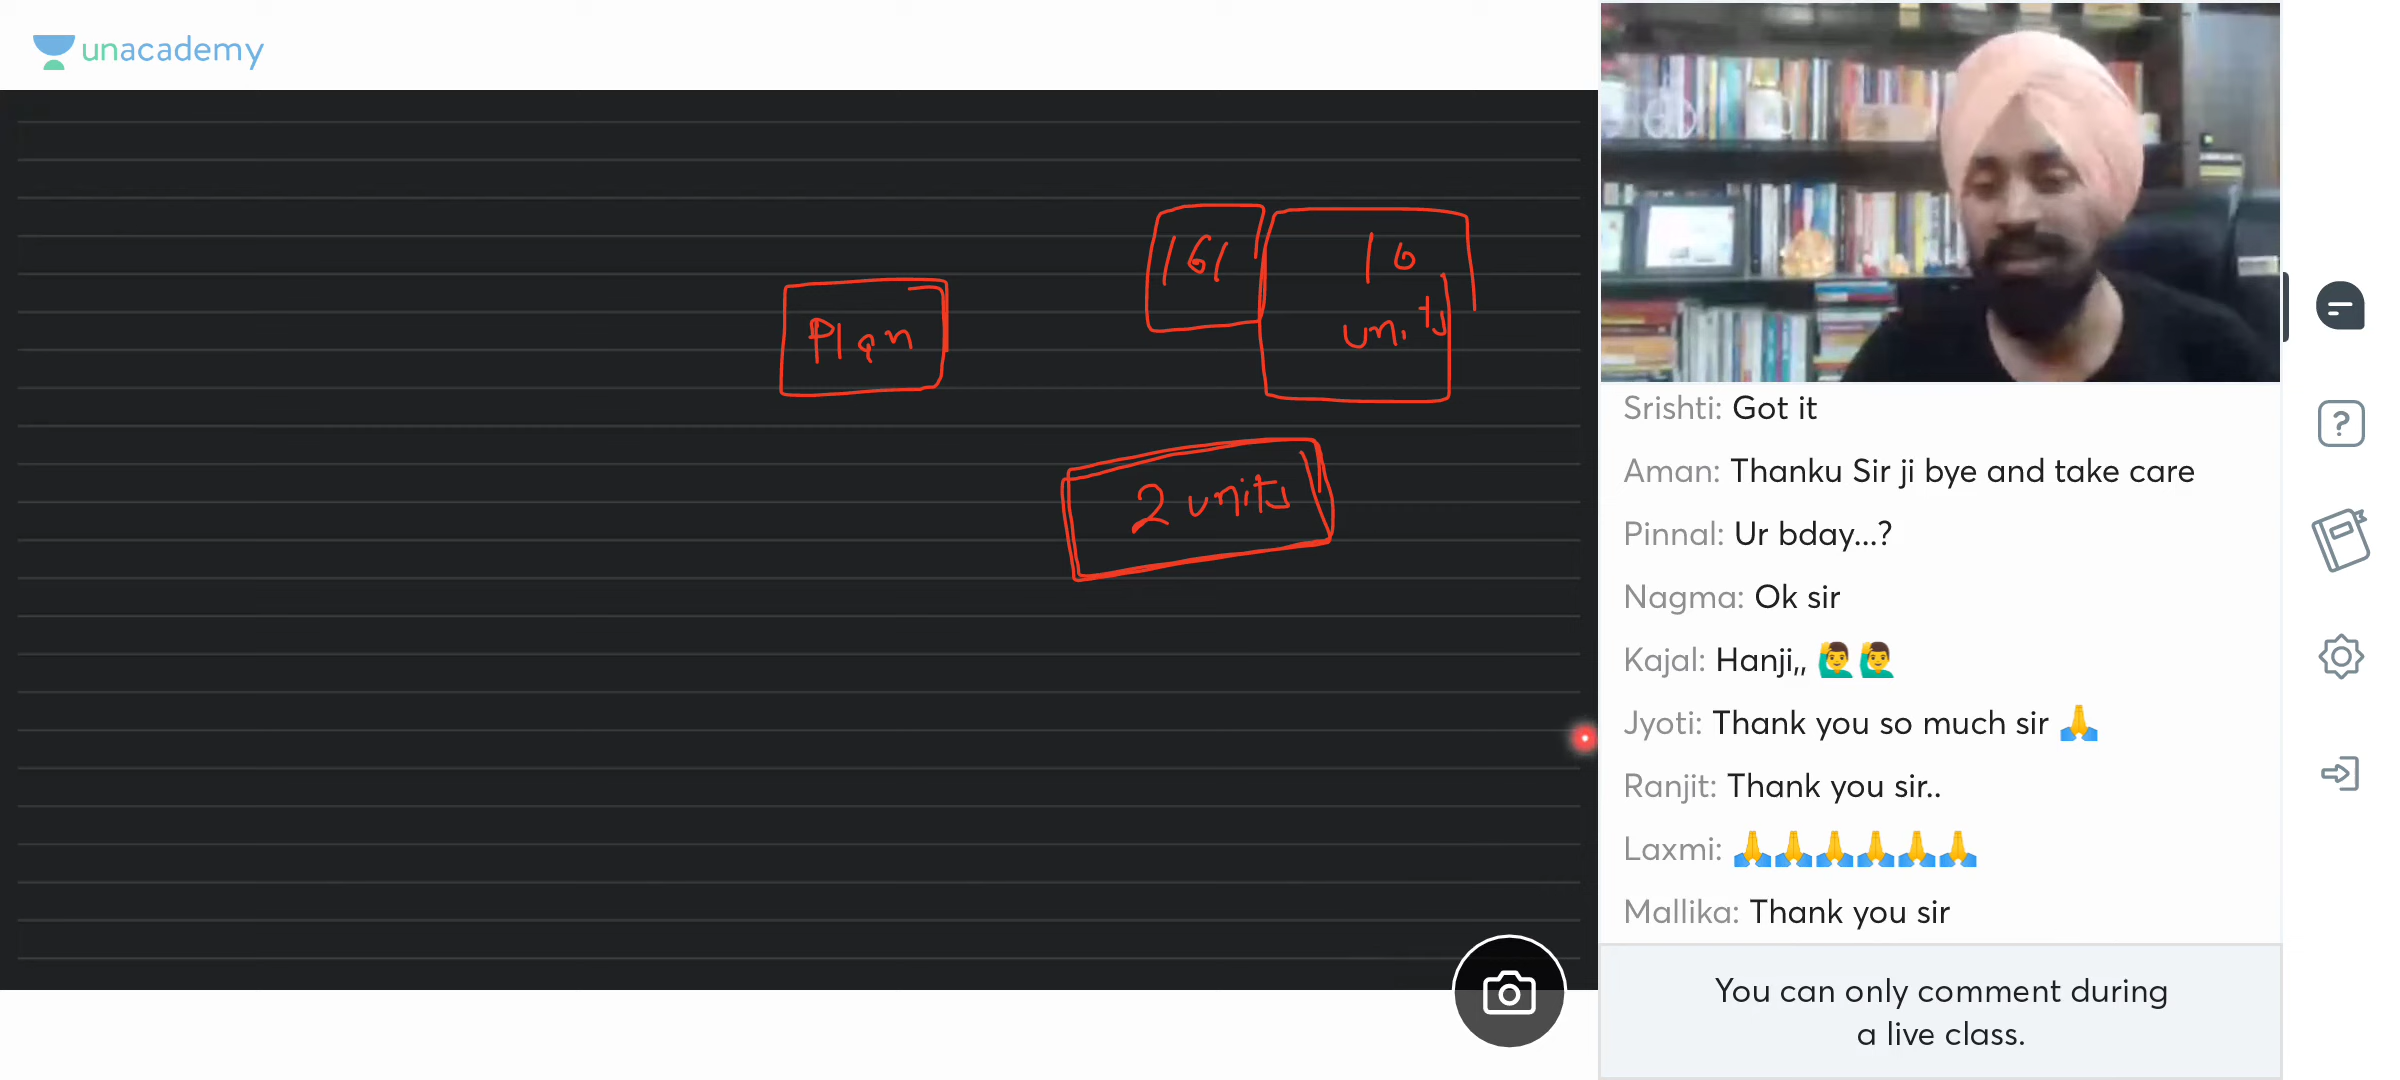 unacademy
Plan
161
16
units
2 units
Srishti: Got it
Aman: Thanku Sir ji bye and take care
Pinnal: Ur bday...?
Nagma: Ok sir
Kajal: Hanji,, 🙋‍♂️🙋‍♂️
Jyoti: Thank you so much sir 🙏
Ranjit: Thank you sir..
Laxmi: 🙏🙏🙏🙏🙏🙏
Mallika: Thank you sir
You can only comment during
a live class.